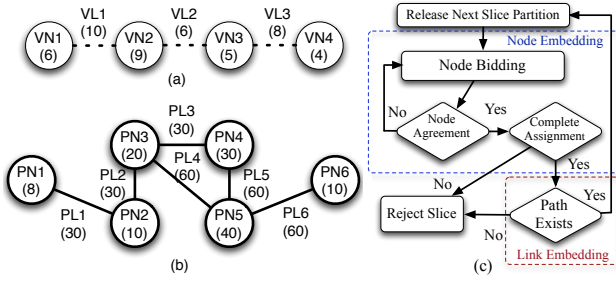 (a)
VL1
(10)
VL2
(6)
VL3
(8)
VN1
(6)
VN2
(9)
VN3
(5)
VN4
(4)
(a)
PL3
(30)
PN3
(20)
PN4
(30)
PL4
(60)
PN1
(8)
PL2
(30)
PL5
(60)
PN6
(10)
PL1
(30)
PN2
(10)
PN5
(40)
PL6
(60)
(b)
Release Next Slice Partition
Node Embedding
Node Bidding
No
Node
Agreement
Yes
Complete
Assignment
No
Yes
Reject Slice
Path
Exists
Yes
No
Link Embedding
(c)